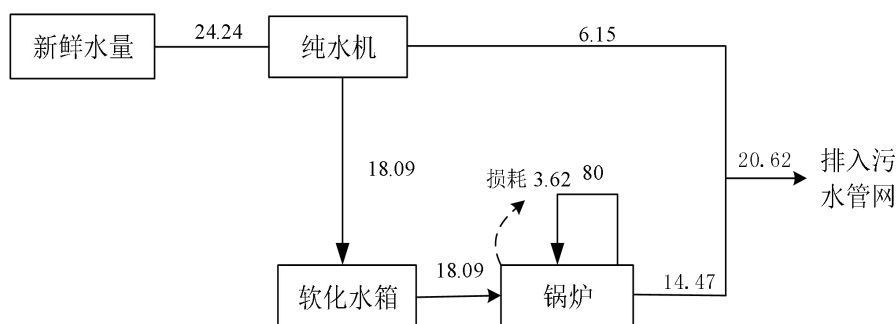 新鲜水量
24.24
纯水机
6.15
18.09
损耗 3.62
80
20.62
排入污
水管网
软化水箱
18.09
锅炉
14.47